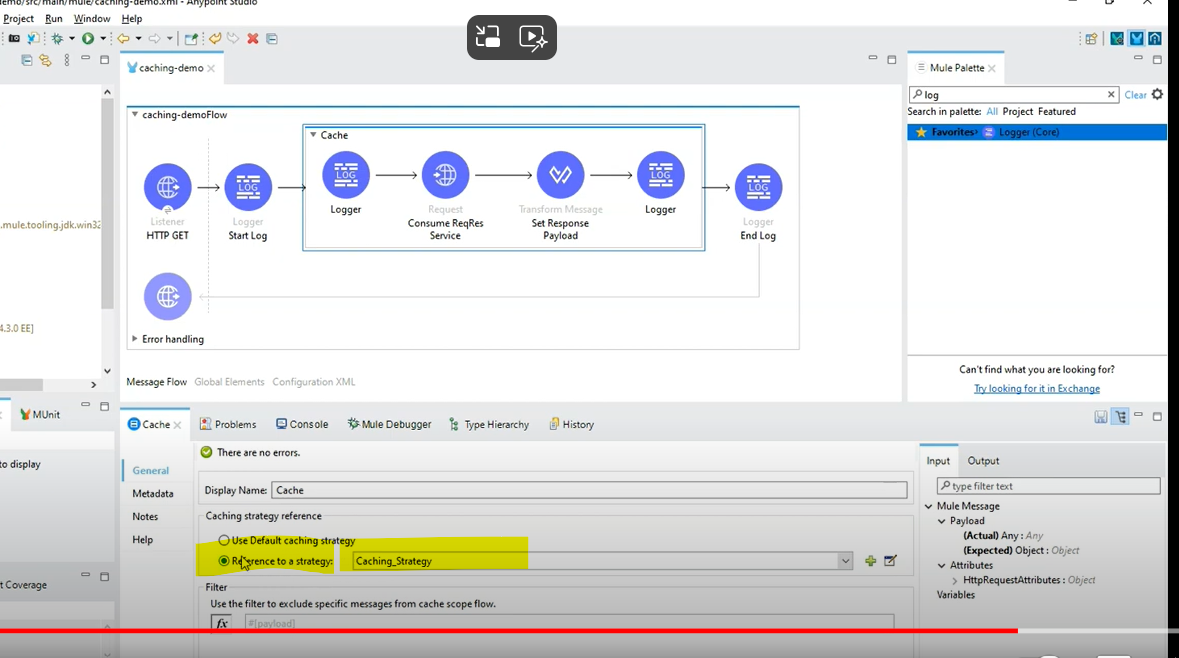 demo/src/main/mule/caching-demo.xml - Anypoint Studio
Project Run Window Help
caching-demo
Mule Palette
log
Clear
Search in palette: All Project Featured
Favorites Logger (Core)
caching-demoFlow
Cache
LOG
LOG
LOG
LOG
Listener
HTTP GET
Logger
Start Log
Logger
Request
Consume ReqRes
Service
Transform Message
Set Response
Payload
Logger
Logger
End Log
.mule.tooling.jdk.win32
4.3.0 EE]
Error handling
Message Flow Global Elements Configuration XML
Can't find what you are looking for?
Try looking for it in Exchange
MUnit
to display
t Coverage
Cache Problems Console Mule Debugger Type Hierarchy History
There are no errors.
General
Metadata
Notes
Help
Display Name: Cache
Caching strategy reference
Use Default caching strategy
Reference to a strategy: Caching_Strategy
Filter
Use the filter to exclude specific messages from cache scope flow.
fx #[payload]
Input Output
type filter text
Mule Message
Payload
(Actual) Any : Any
(Expected) Object : Object
Attributes
HttpRequestAttributes : Object
Variables